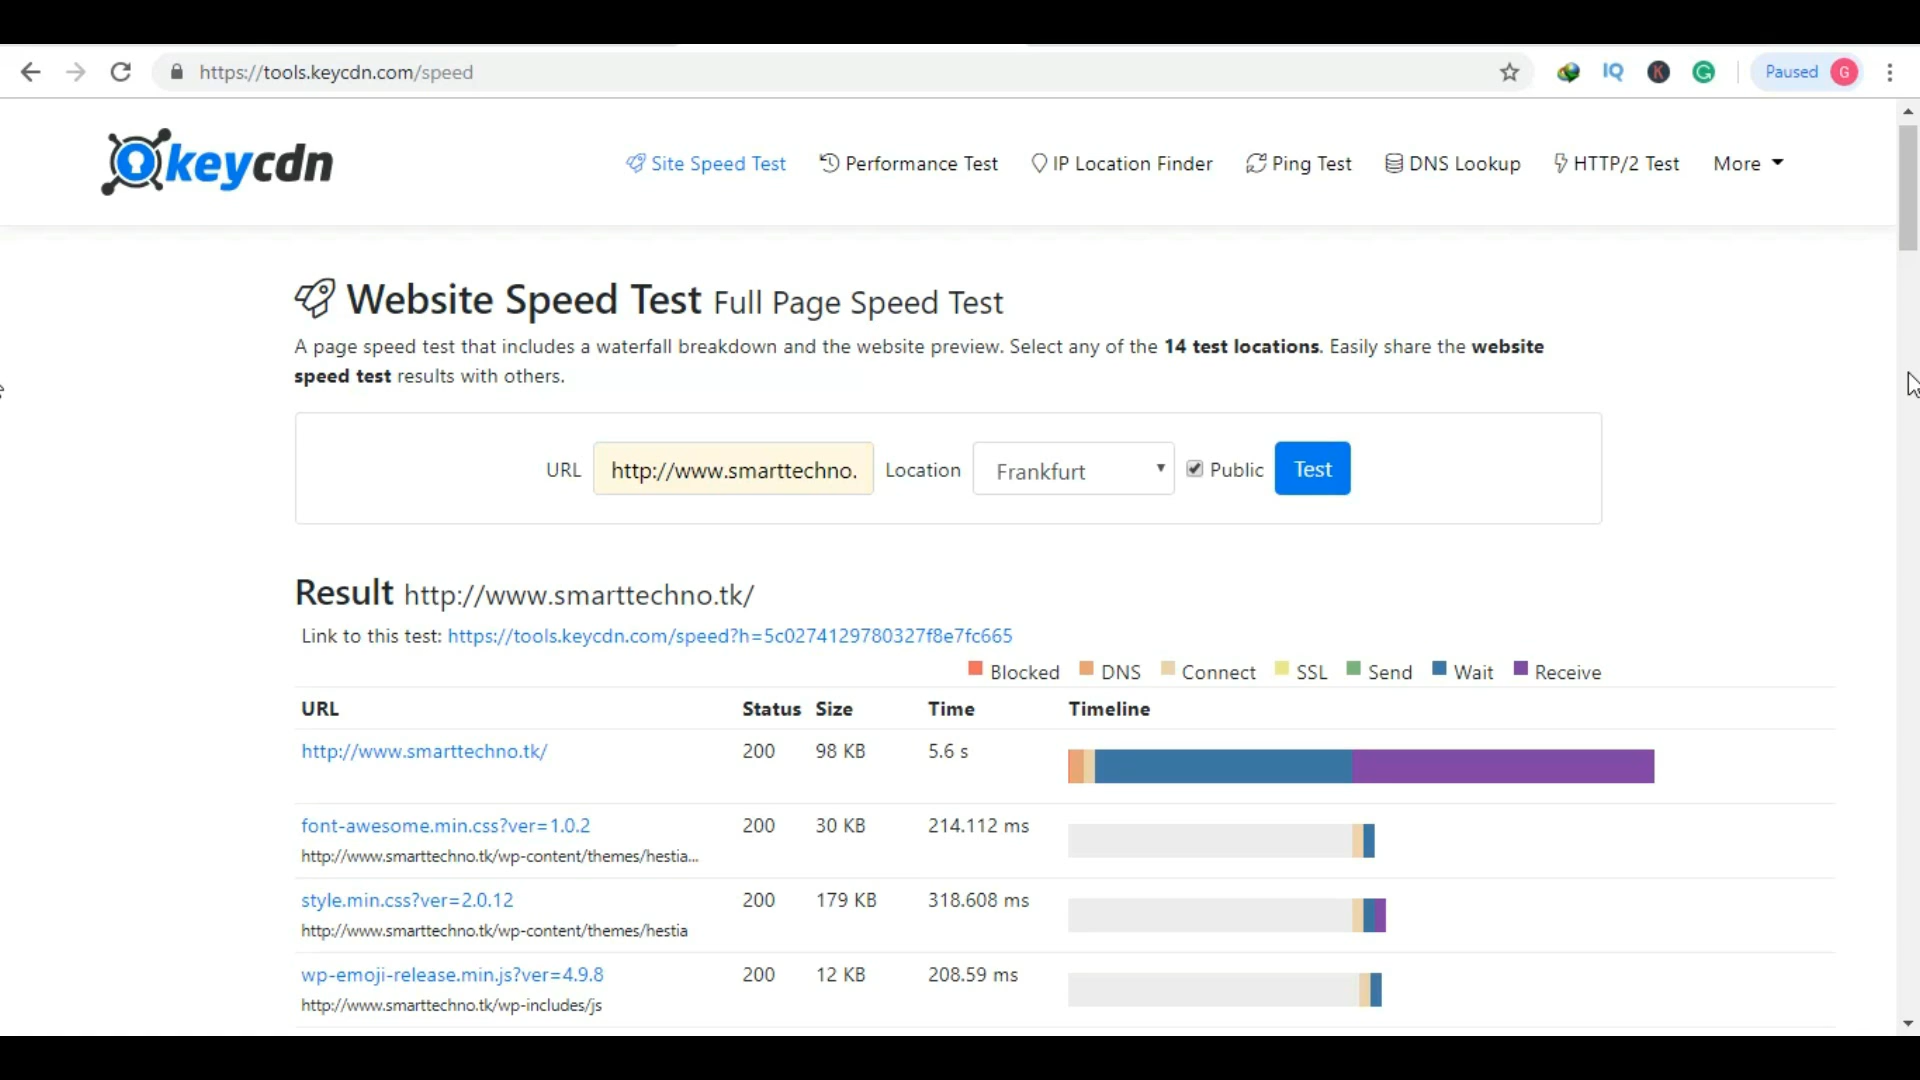 https://tools.keycdn.com/speed
IQ
K
G
Paused
G
keycdn
Site Speed Test
Performance Test
IP Location Finder
Ping Test
DNS Lookup
HTTP/2 Test
More
Website Speed Test Full Page Speed Test
A page speed test that includes a waterfall breakdown and the website preview. Select any of the 14 test locations. Easily share the website
speed test results with others.
URL http://www.smarttechno. Location Frankfurt Public Test
Result http://www.smarttechno.tk/
Link to this test: https://tools.keycdn.com/speed?h=5c0274129780327f8e7fc665
Blocked DNS Connect SSL Send Wait Receive
URL Status Size Time Timeline
http://www.smarttechno.tk/ 200 98 KB 5.6 s
font-awesome.min.css?ver=1.0.2 200 30 KB 214.112 ms
http://www.smarttechno.tk/wp-content/themes/hestia...
style.min.css?ver=2.0.12 200 179 KB 318.608 ms
http://www.smarttechno.tk/wp-content/themes/hestia
wp-emoji-release.min.js?ver=4.9.8 200 12 KB 208.59 ms
http://www.smarttechno.tk/wp-includes/js